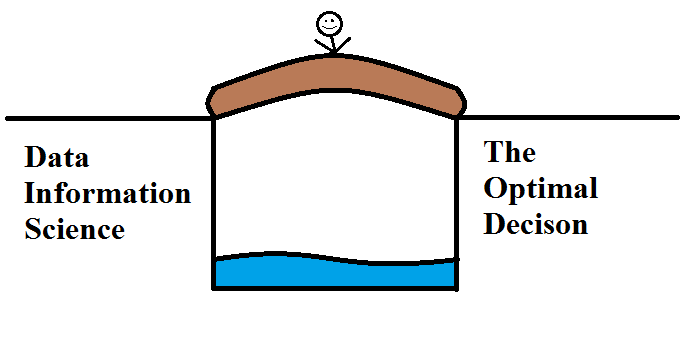 Data
Information
Science
The
Optimal
Decison